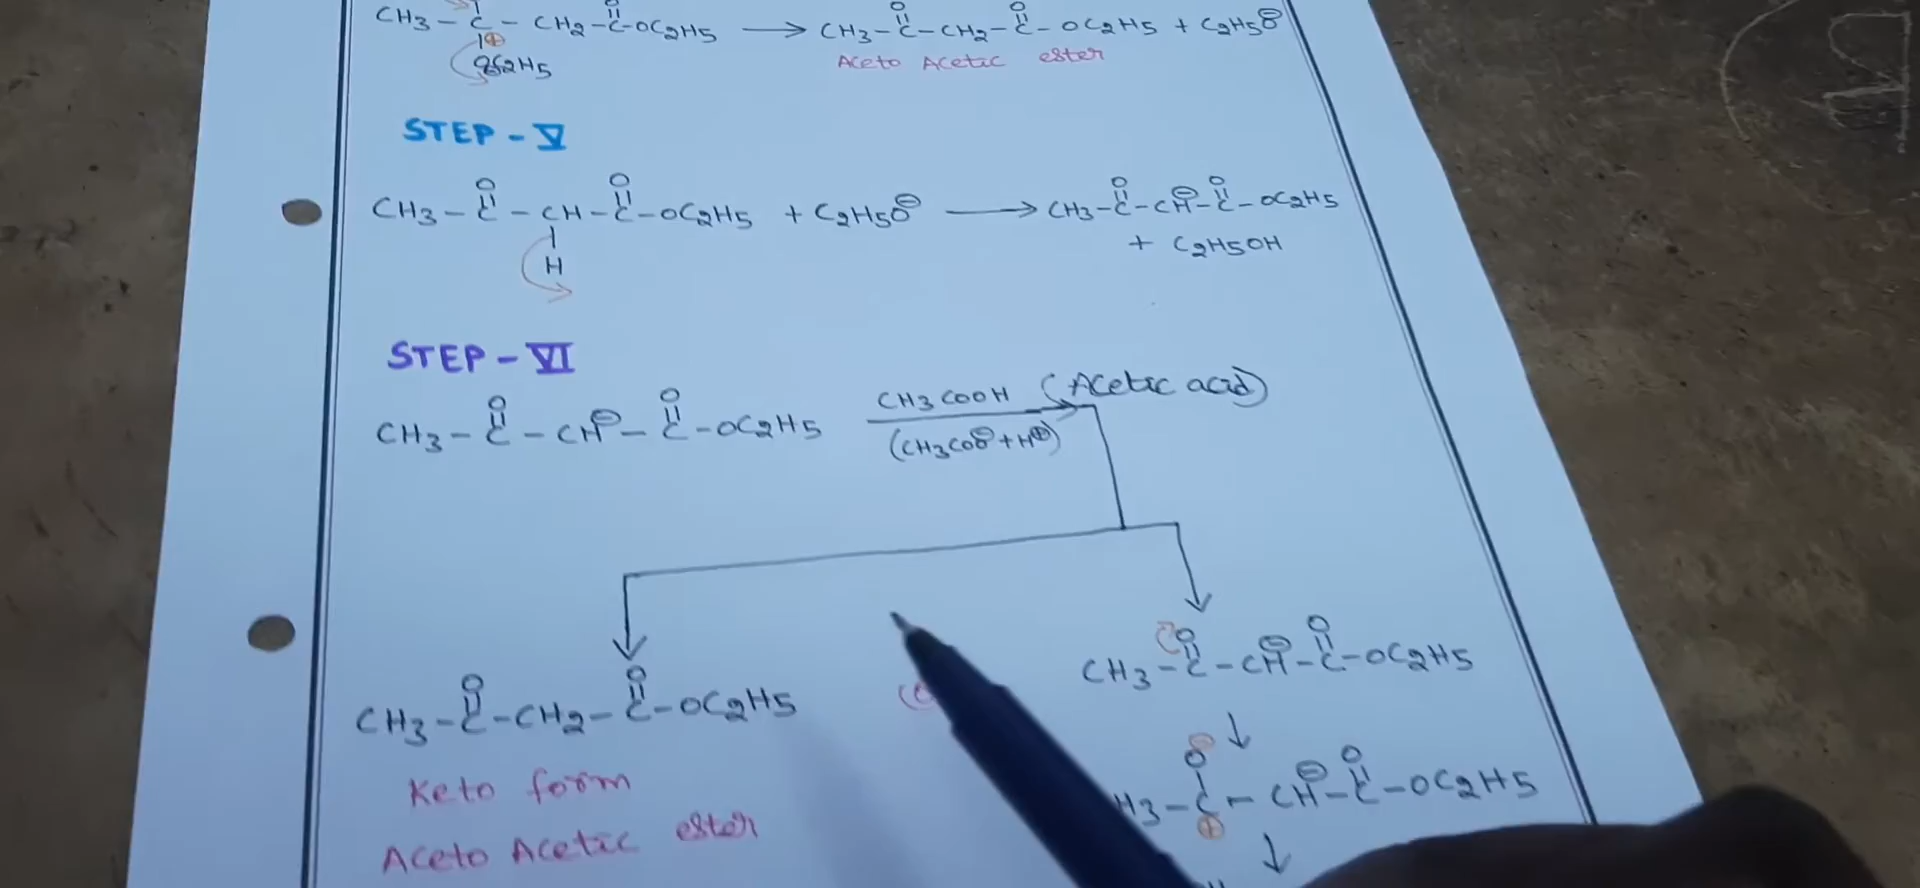 CH3 - C - CH2 - C - OC2H5 ⟶ CH3 - C - CH2 - C - OC2H5 + C2H5O⊖
OC2H5
Aceto Acetic ester
STEP - V
O O O O
CH3 - C - CH - C - OC2H5 + C2H5O⊖ ⟶ CH3 - C - CH⊖ - C - OC2H5
H
+ C2H5OH
STEP - VI
CH3COOH (Acetic acid)
O O
CH3 - C - CH⊖ - C - OC2H5
(CH3COO⊖ + H⊕)
O O
CH3 - C - CH⊖ - C - OC2H5
O O
CH3 - C - CH2 - C - OC2H5
O O
H3 - C - CH⊖ - C - OC2H5
⊕
Keto form
Aceto Acetic ester